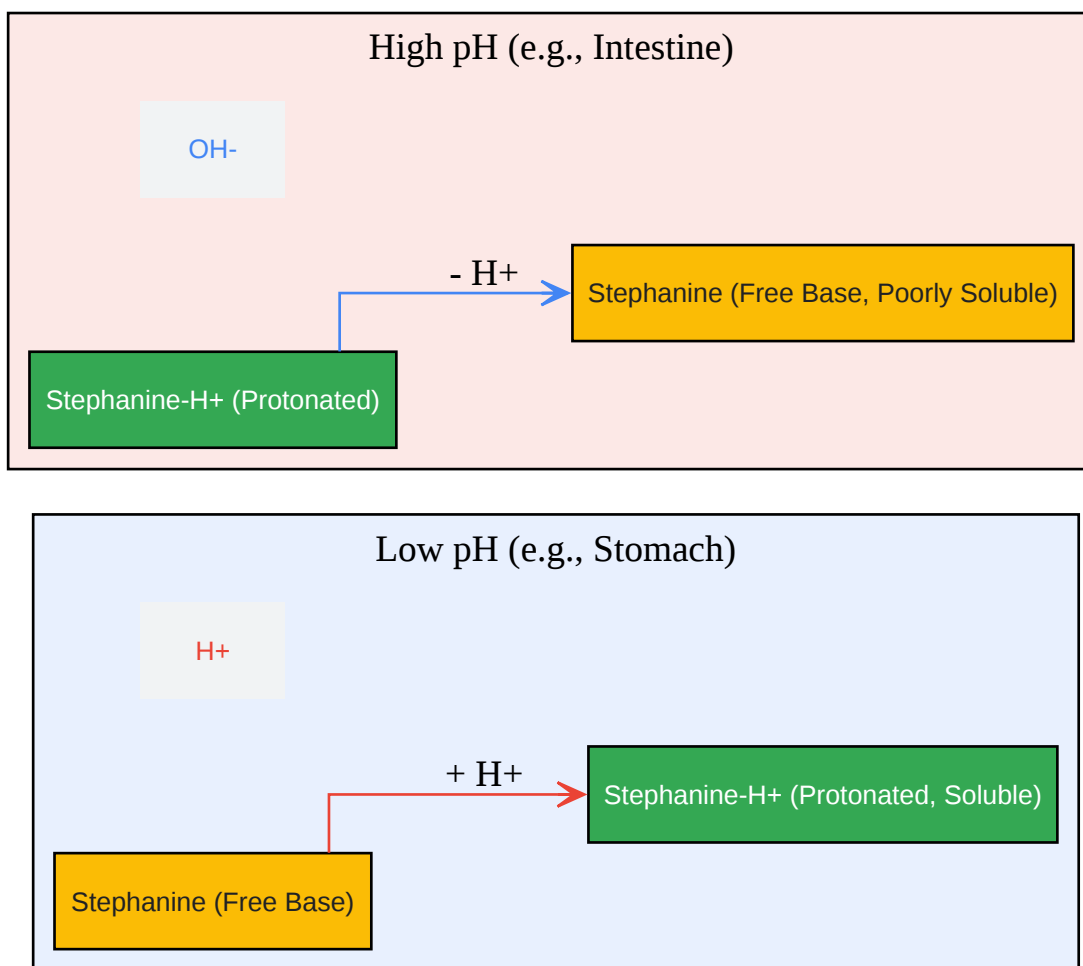 High pH (e.g., Intestine)
OH-
- H+
Stephanine (Free Base, Poorly Soluble)
Stephanine-H+ (Protonated)
Low pH (e.g., Stomach)
H+
+ H+
Stephanine-H+ (Protonated, Soluble)
Stephanine (Free Base)